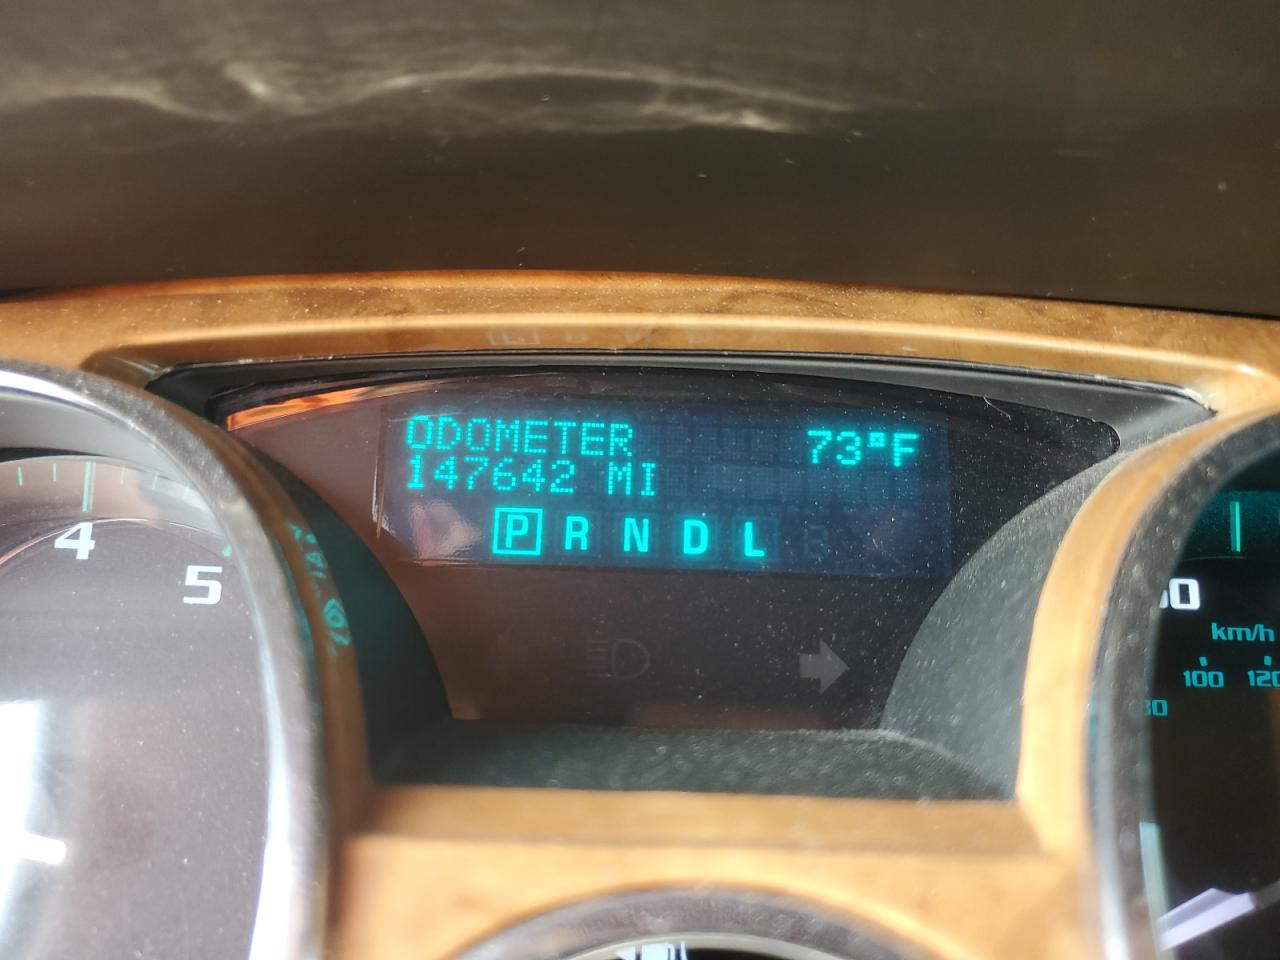 ODOMETER 73°F
147642 MI
P R N D L
4
5
km/h
100 120